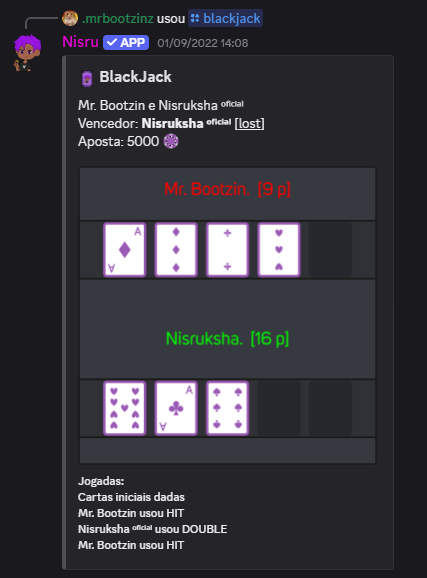 .mrbootzinz usou blackjack
Nisru ✓ APP 01/09/2022 14:08
BlackJack
Mr. Bootzin e Nisruksha ᵒᶠⁱᶜⁱᵃˡ
Vencedor: Nisruksha ᵒᶠⁱᶜⁱᵃˡ [lost]
Aposta: 5000
Mr. Bootzin. [9 p]
A
A
Nisruksha. [16 p]
A
A
Jogadas:
Cartas iniciais dadas
Mr. Bootzin usou HIT
Nisruksha ᵒᶠⁱᶜⁱᵃˡ usou DOUBLE
Mr. Bootzin usou HIT